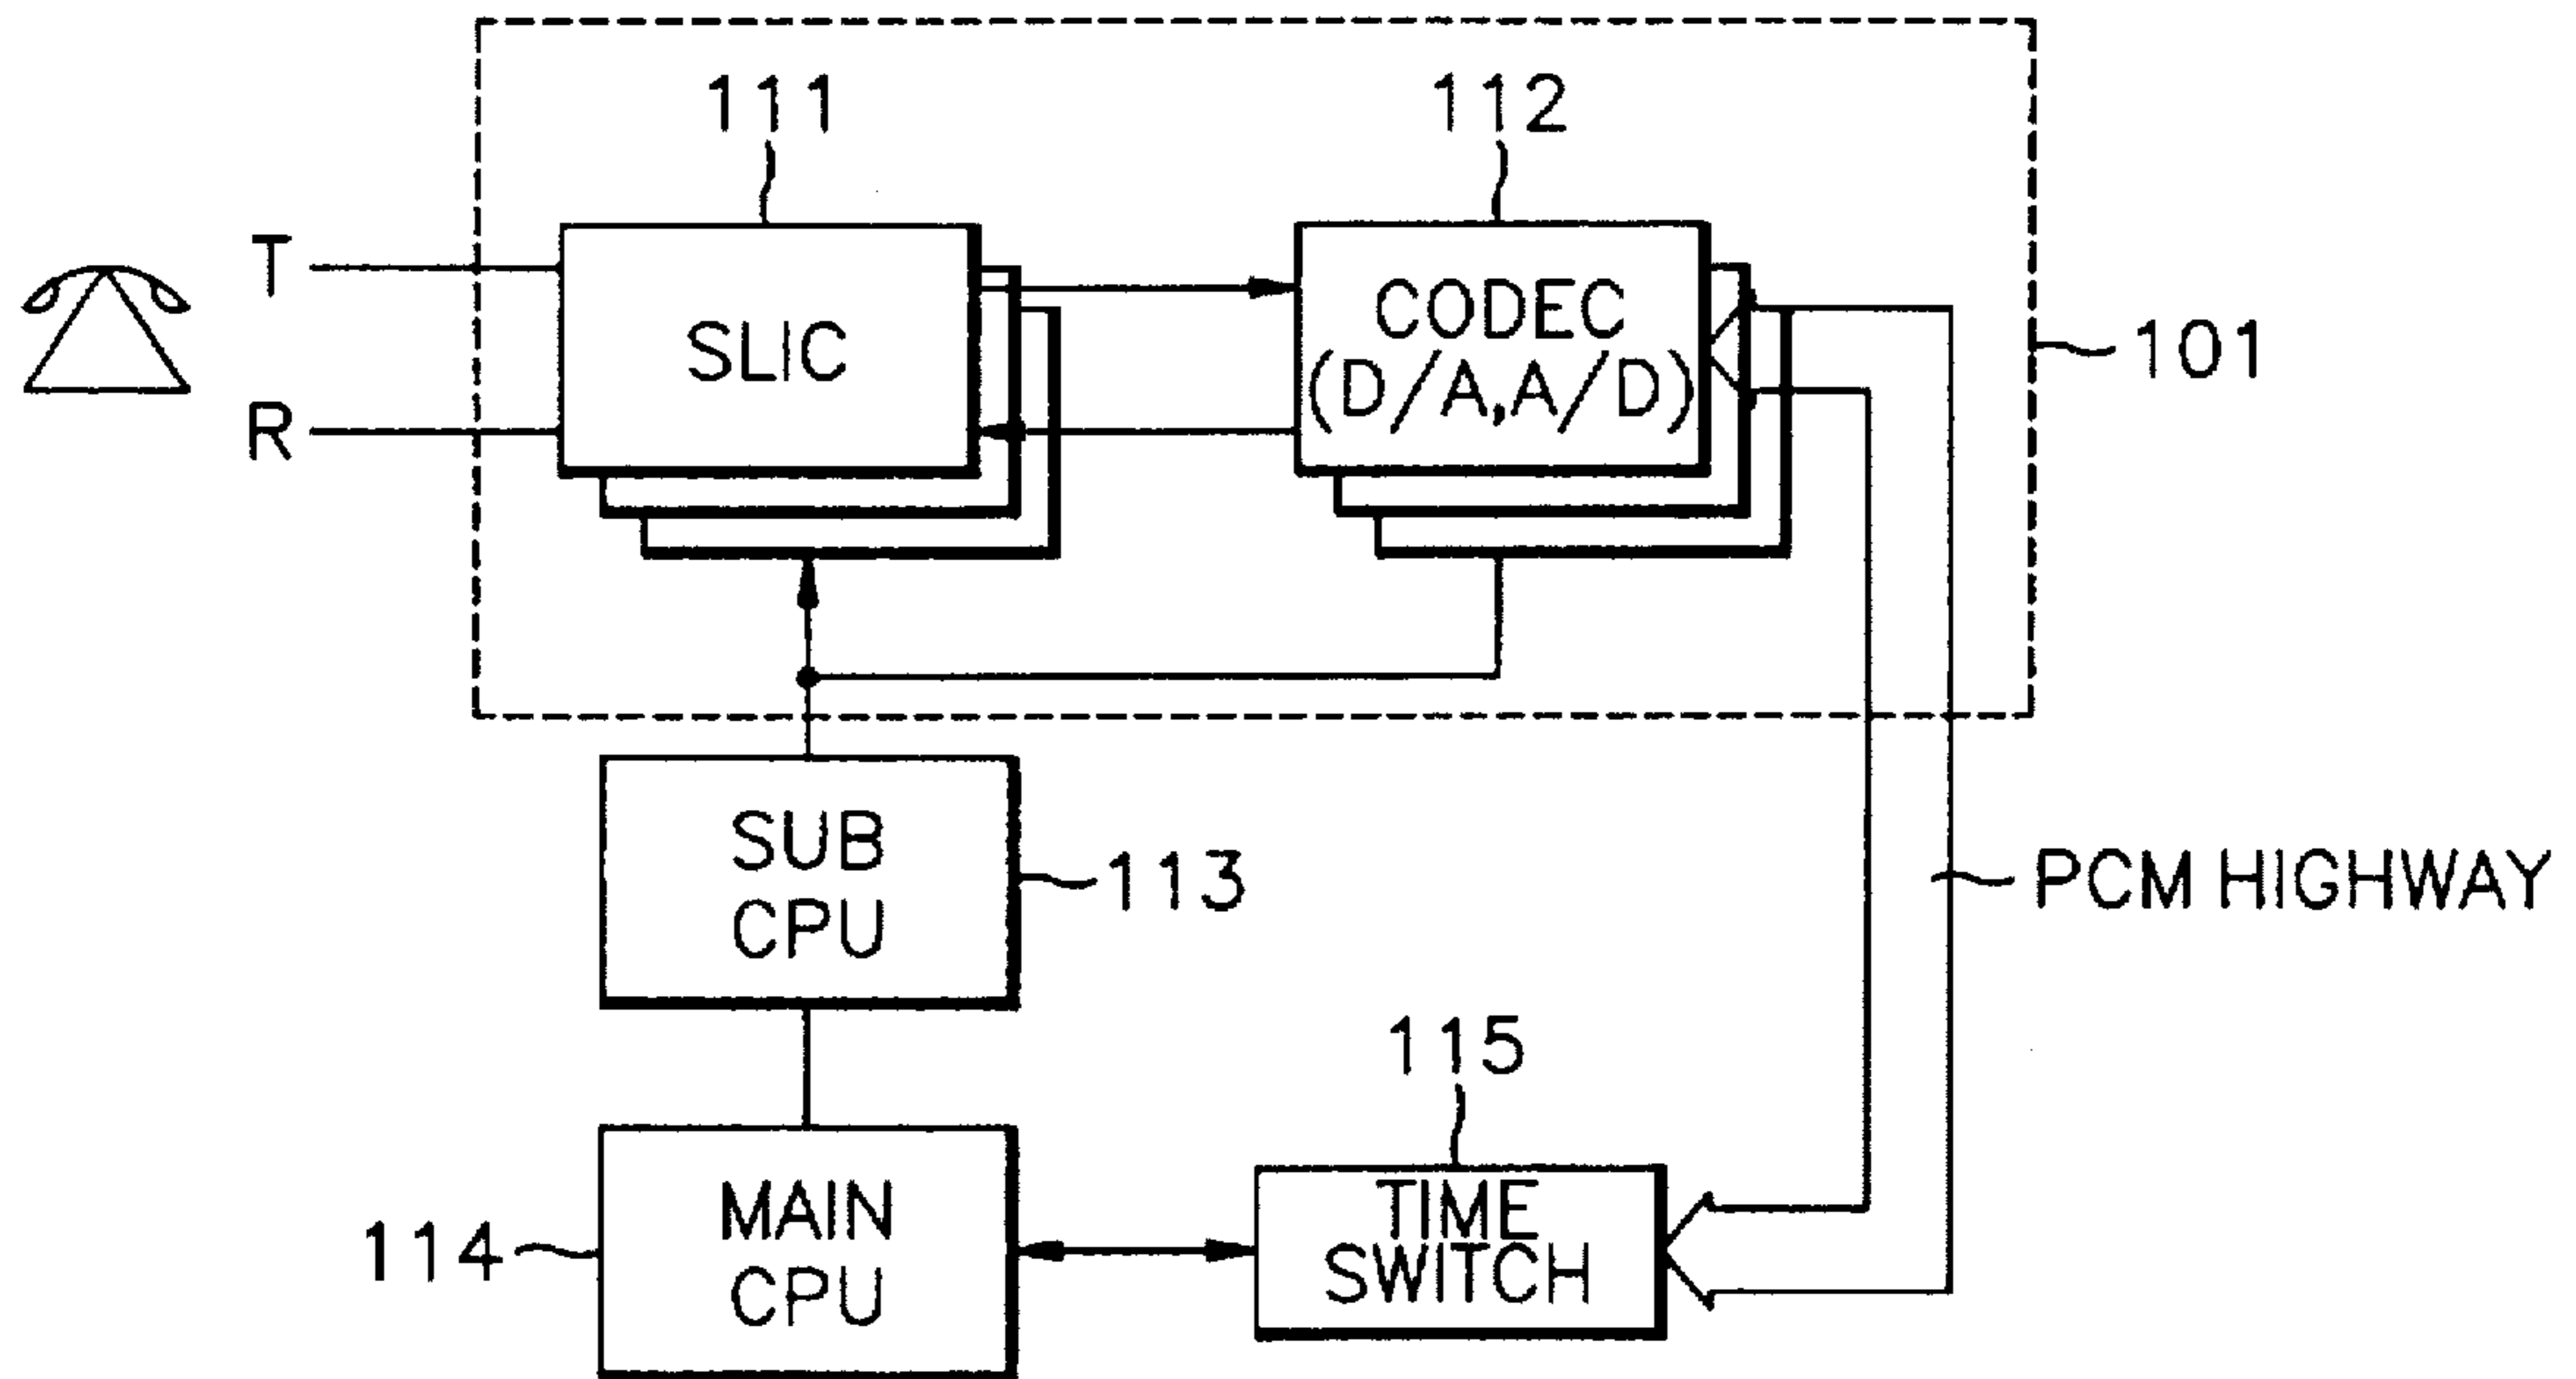 111
112
T
SLIC
CODEC
(D/A,A/D)
101
R
SUB
CPU
113
PCM HIGHWAY
115
114
MAIN
CPU
TIME
SWITCH